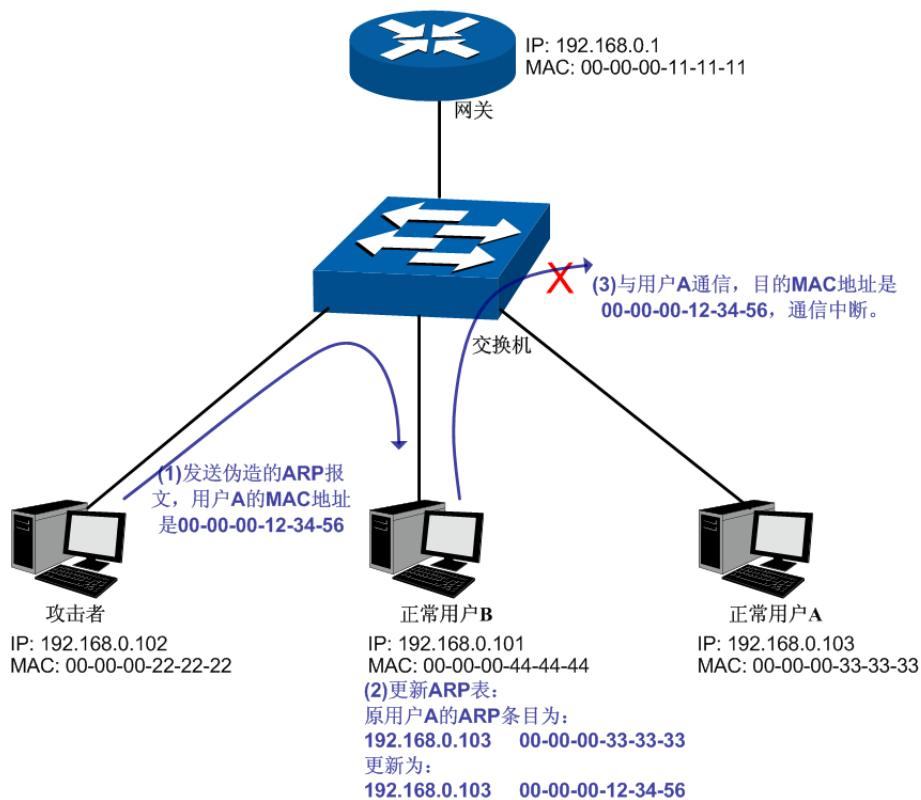 IP: 192.168.0.1
MAC: 00-00-00-11-11-11
网关
(3)与用户A通信，目的MAC地址是
00-00-00-12-34-56，通信中断。
交换机
(1)发送伪造的ARP报
文，用户A的MAC地址
是00-00-00-12-34-56
攻击者
IP: 192.168.0.102
MAC: 00-00-00-22-22-22
正常用户B
IP: 192.168.0.101
MAC: 00-00-00-44-44-44
(2)更新ARP表：
原用户A的ARP条目为：
192.168.0.103 00-00-00-33-33-33
更新为：
192.168.0.103 00-00-00-12-34-56
正常用户A
IP: 192.168.0.103
MAC: 00-00-00-33-33-33